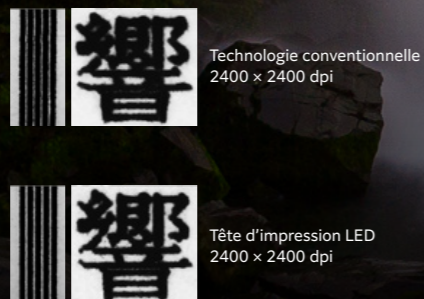 響
Technologie conventionnelle
2400 × 2400 dpi
響
Tête d'impression LED
2400 × 2400 dpi